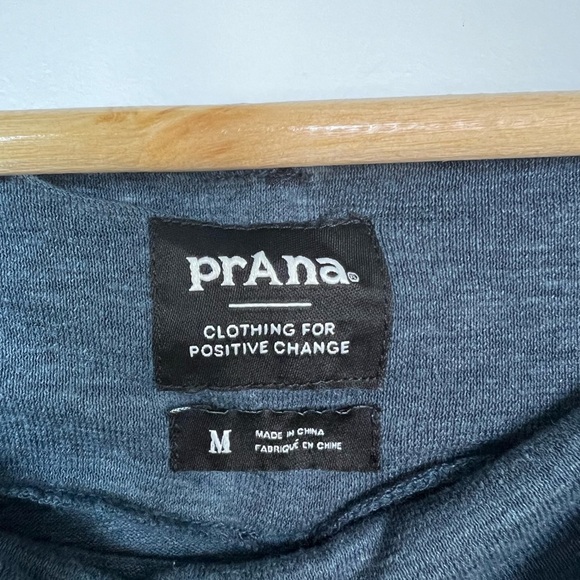 prAna®
CLOTHING FOR
POSITIVE CHANGE
M
MADE IN CHINA
FABRIQUÉ EN CHINE